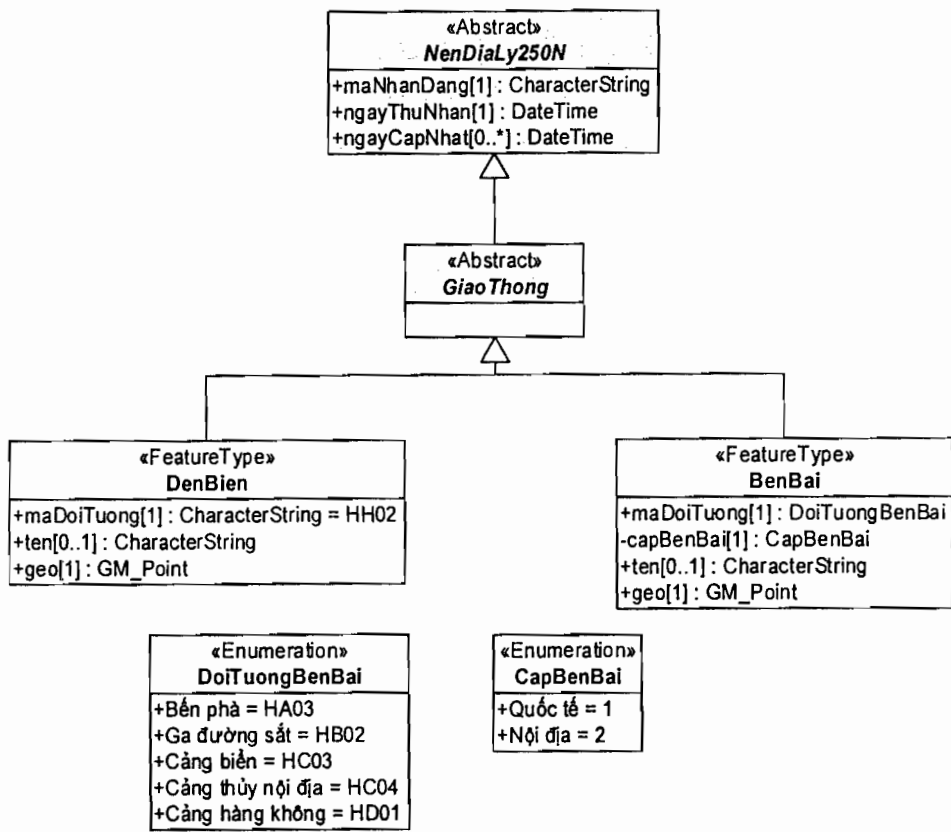 «Abstract»
NenDiaLy250N
+maNhanDang[1] : CharacterString
+ngayThuNhan[1] : DateTime
+ngayCapNhat[0..*] : DateTime
«Abstract»
GiaoThong
«FeatureType»
DenBien
+maDoiTuong[1] : CharacterString = HH02
+ten[0..1] : CharacterString
+geo[1] : GM_Point
«FeatureType»
BenBai
+maDoiTuong[1] : DoiTuongBenBai
-capBenBai[1] : CapBenBai
+ten[0..1] : CharacterString
+geo[1] : GM_Point
«Enumeration»
DoiTuongBenBai
+Bến phà = HA03
+Ga đường sắt = HB02
+Cảng biển = HC03
+Cảng thủy nội địa = HC04
+Cảng hàng không = HD01
«Enumeration»
CapBenBai
+Quốc tế = 1
+Nội địa = 2